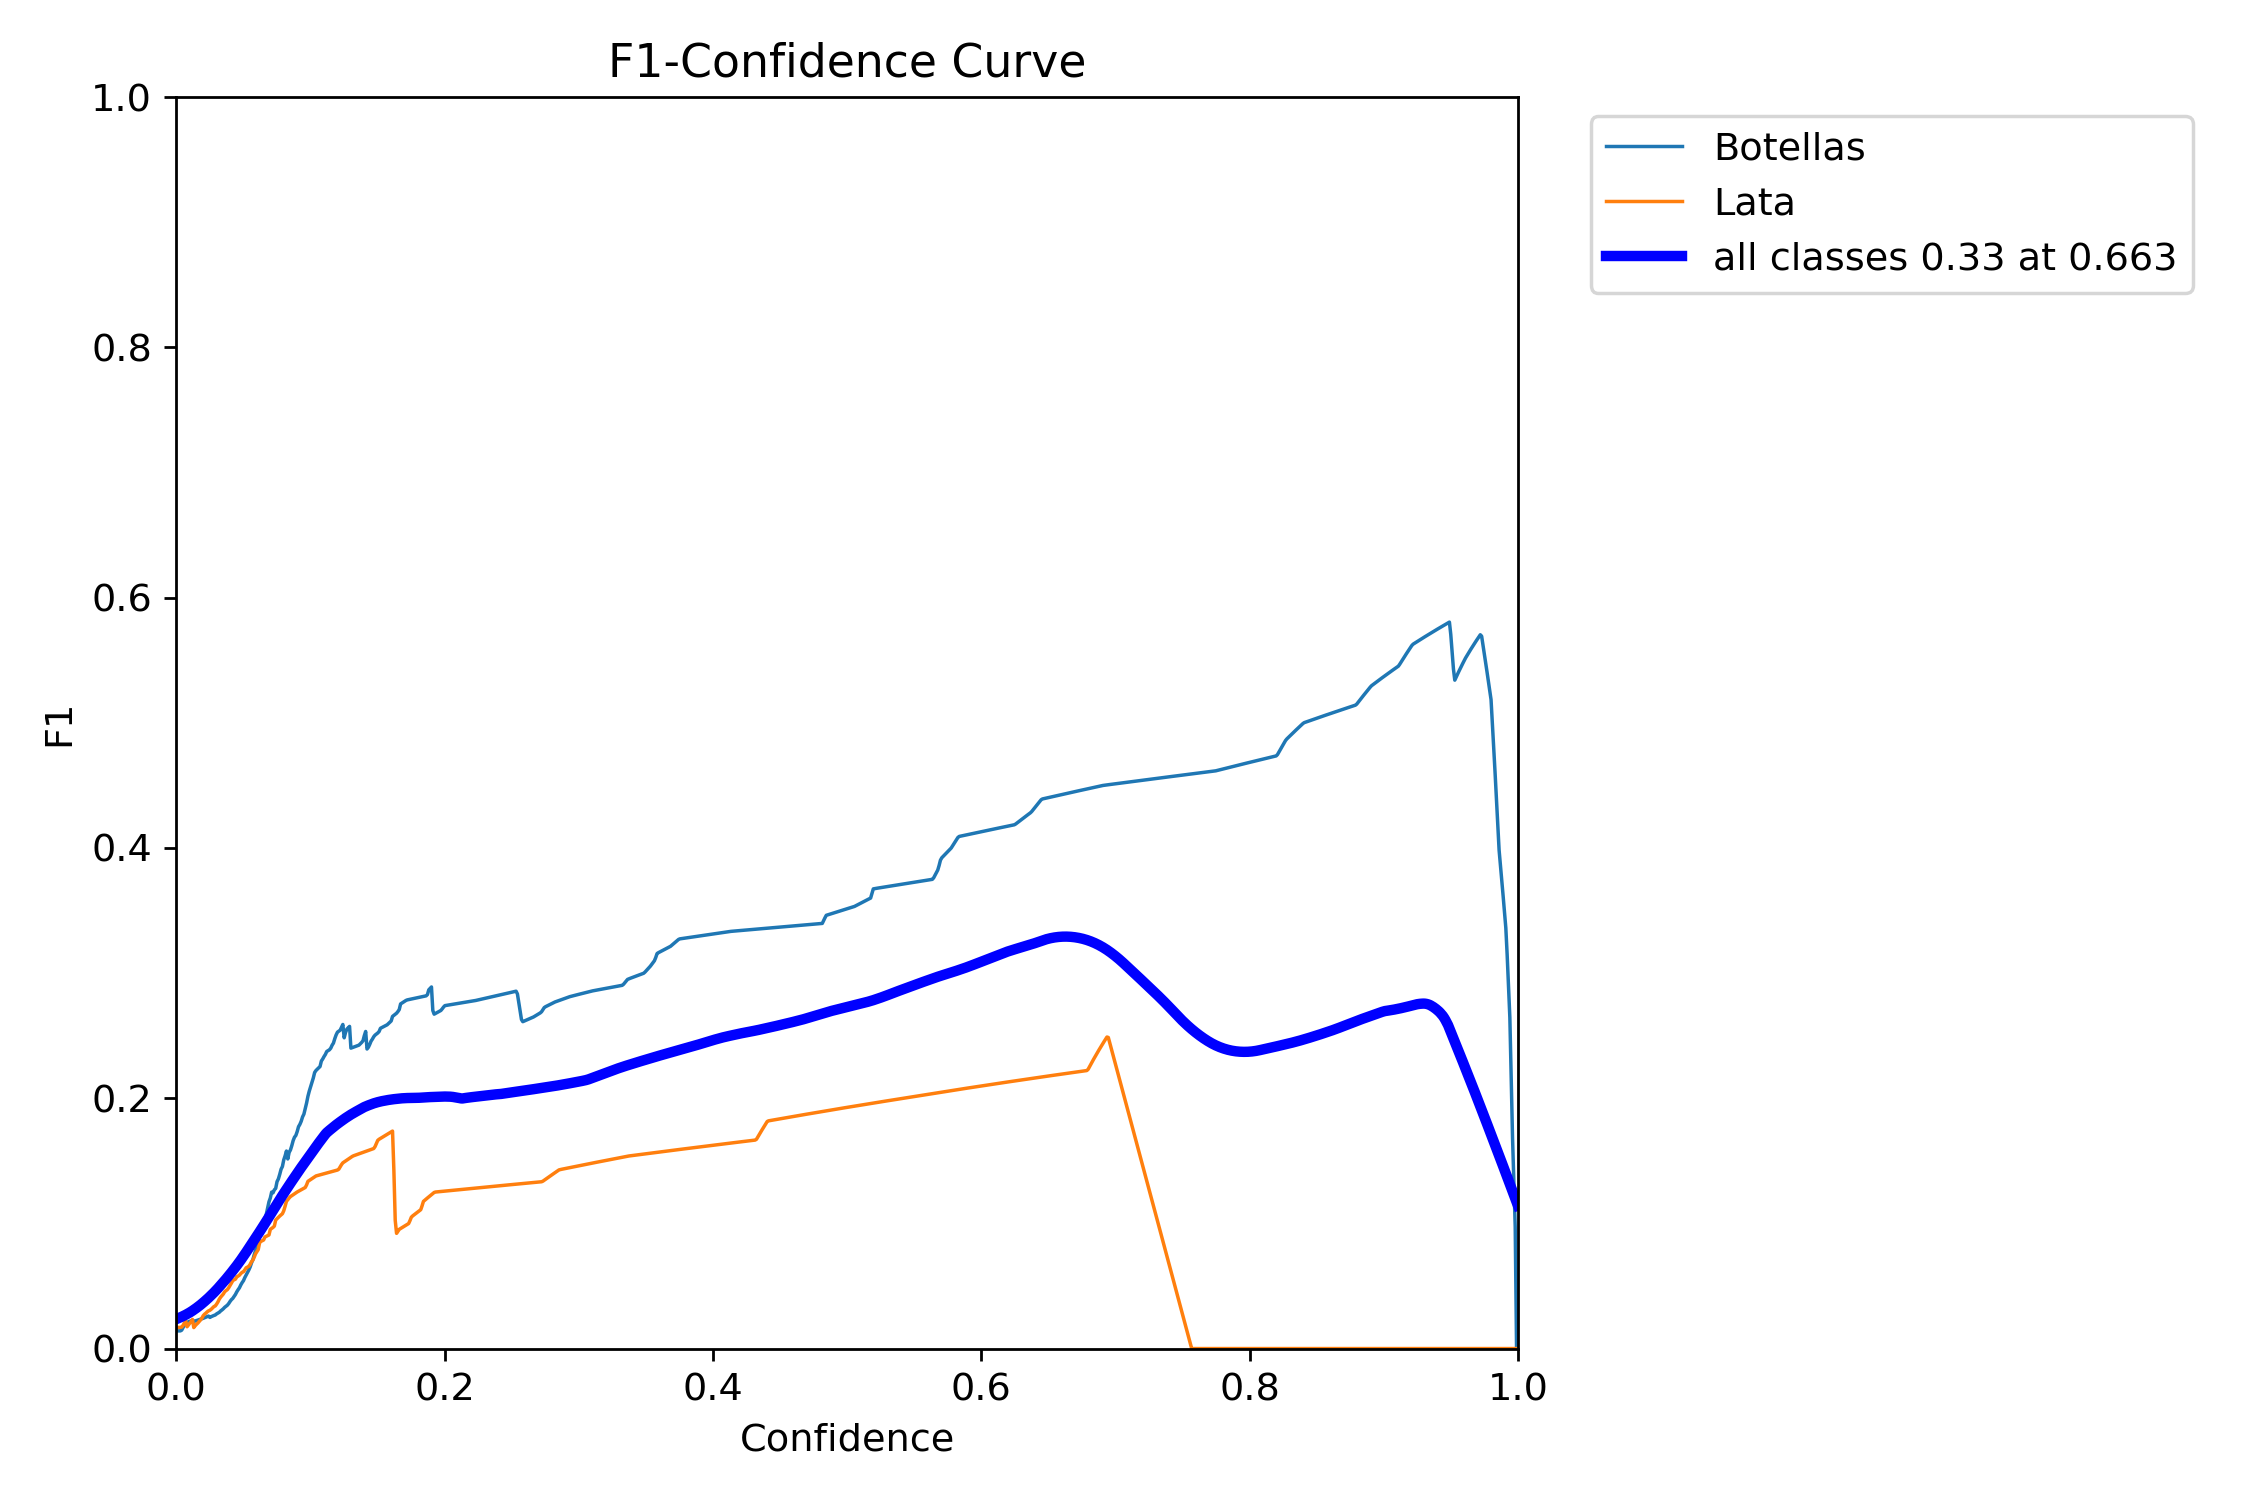 F1-Confidence Curve
1.0
0.8
0.6
0.4
0.2
0.0
F1
0.0 0.2 0.4 0.6 0.8 1.0
Confidence
Botellas
Lata
all classes 0.33 at 0.663